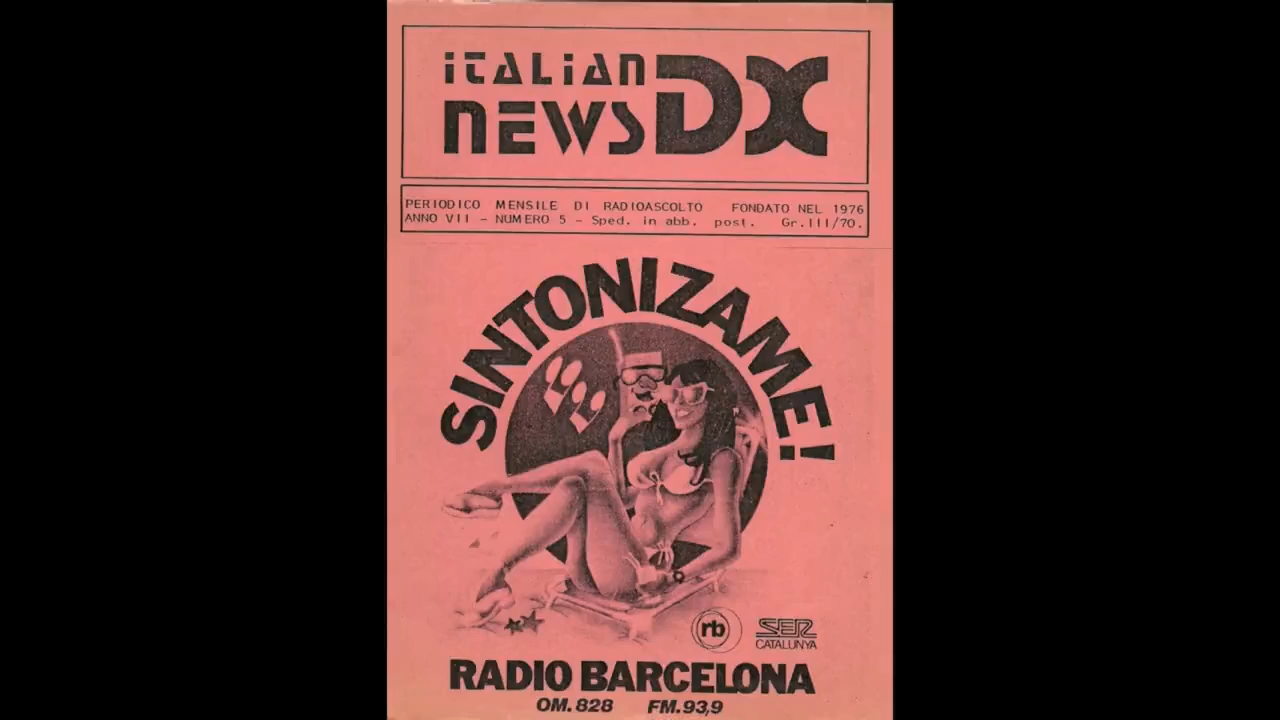 ITALIAN
NEWS DX
PERIODICO MENSILE DI RADIOASCOLTO FONDATO NEL 1976
ANNO VII - NUMERO 5 - Sped. in abb. post. Gr.III/70.
SINTONIZAME!
rb
SER
CATALUNYA
RADIO BARCELONA
OM. 828 FM. 93,9